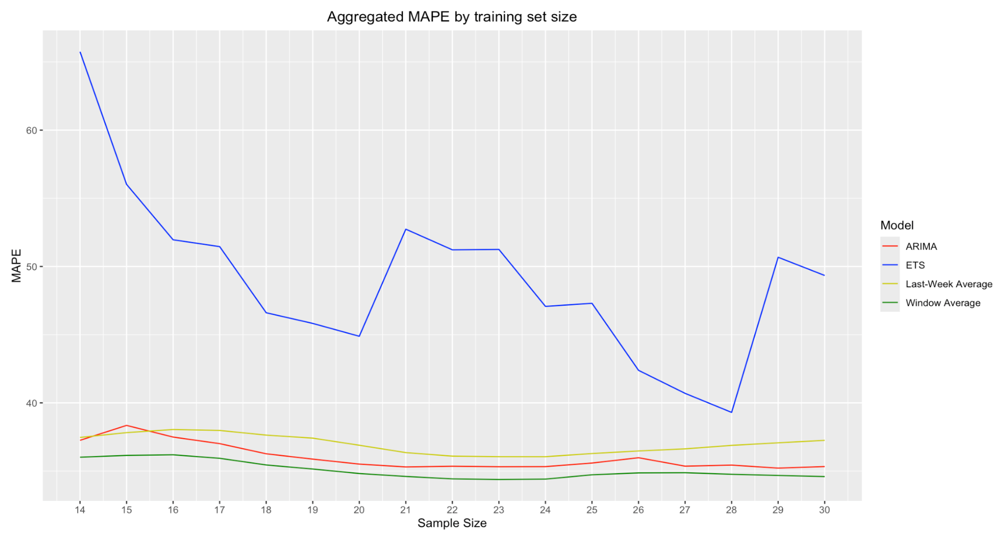 Aggregated MAPE by training set size
MAPE
60
50
40
14 15 16 17 18 19 20 21 22 23 24 25 26 27 28 29 30
Sample Size
Model
ARIMA
ETS
Last-Week Average
Window Average